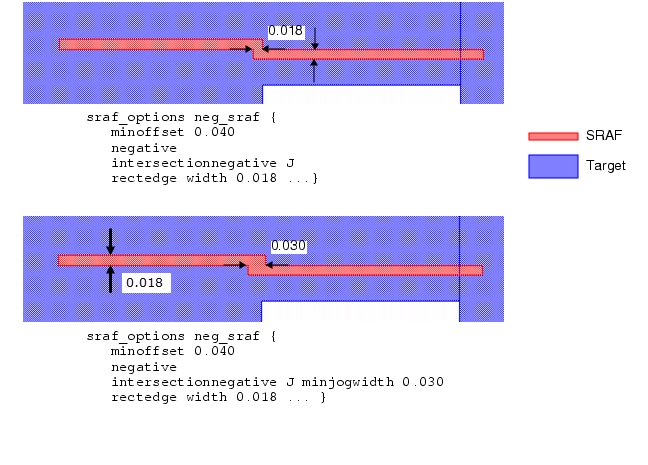 0.018
sraf_options neg_sraf {
minoffset 0.040
negative
intersectionnegative J
rectedge width 0.018 ...}
SRAF
Target
0.030
0.018
sraf_options neg_sraf {
minoffset 0.040
negative
intersectionnegative J minjogwidth 0.030
rectedge width 0.018 ... }